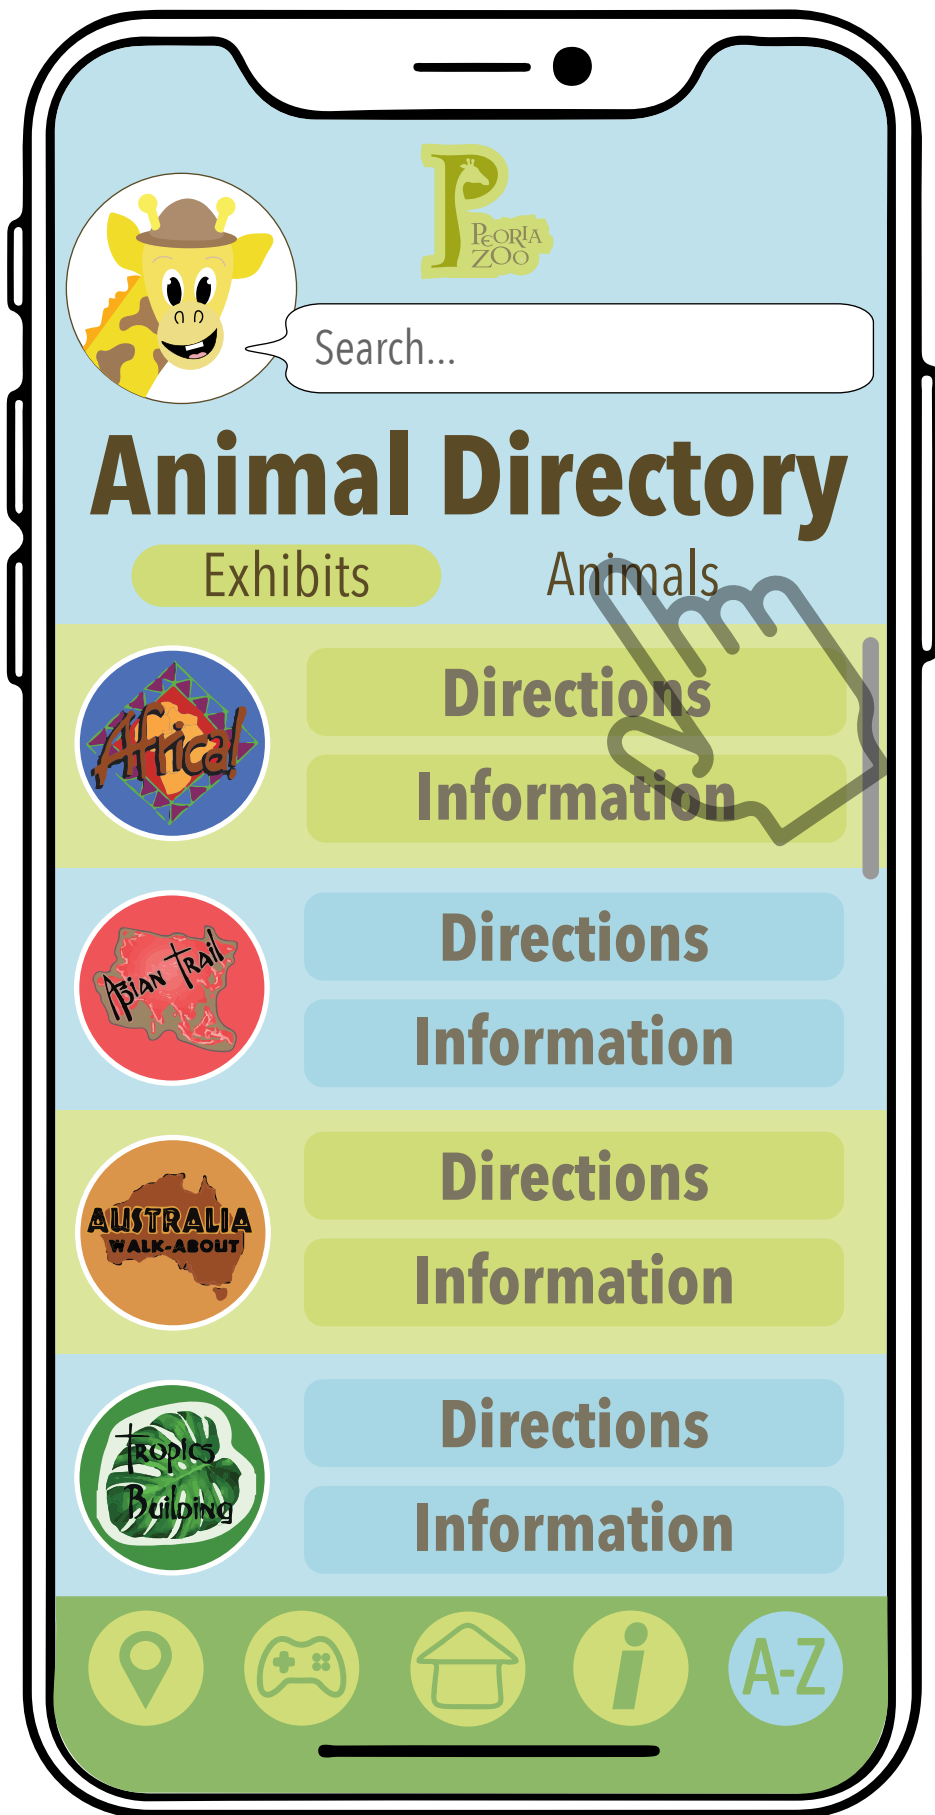 PEORIA
ZOO
Search...
Animal Directory
Exhibits
Animals
Africa!
Directions
Information
Asian Trail
Directions
Information
AUSTRALIA
WALK-ABOUT
Directions
Information
Tropics
Building
Directions
Information
i
A-Z